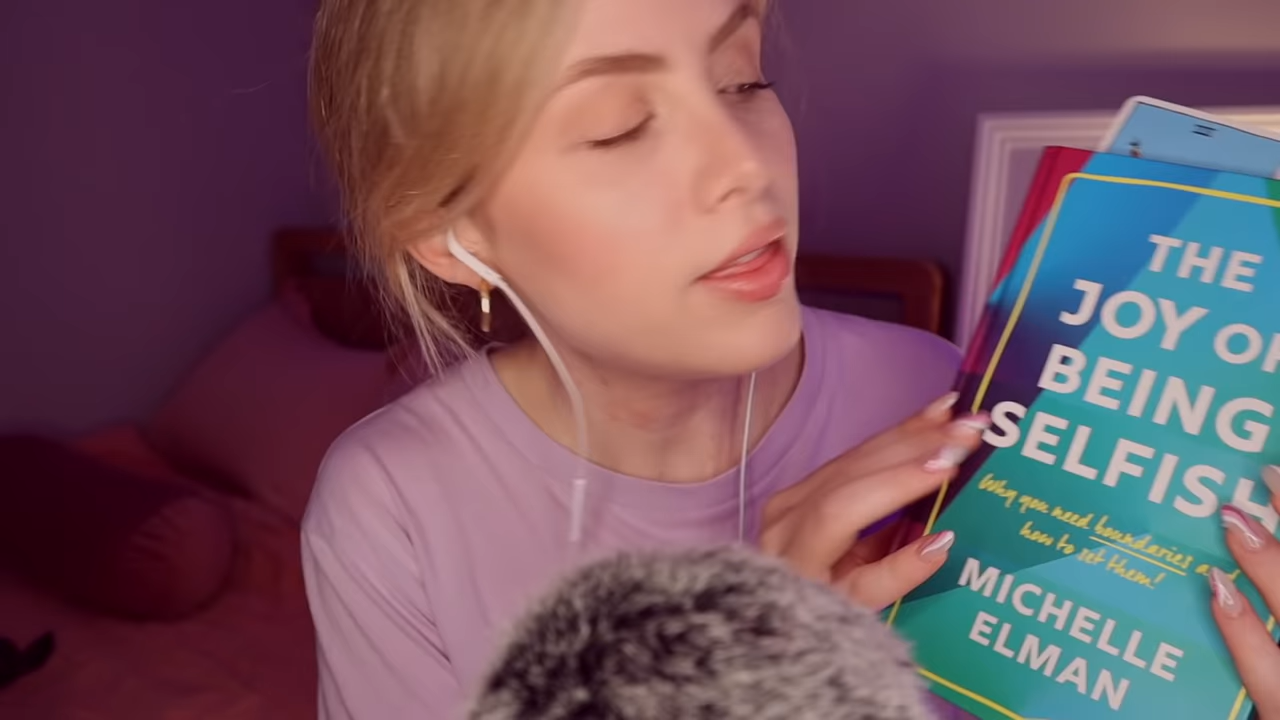 THE
JOY OF
BEING
SELFISH
Why you need boundaries and
how to set them!
MICHELLE
ELMAN